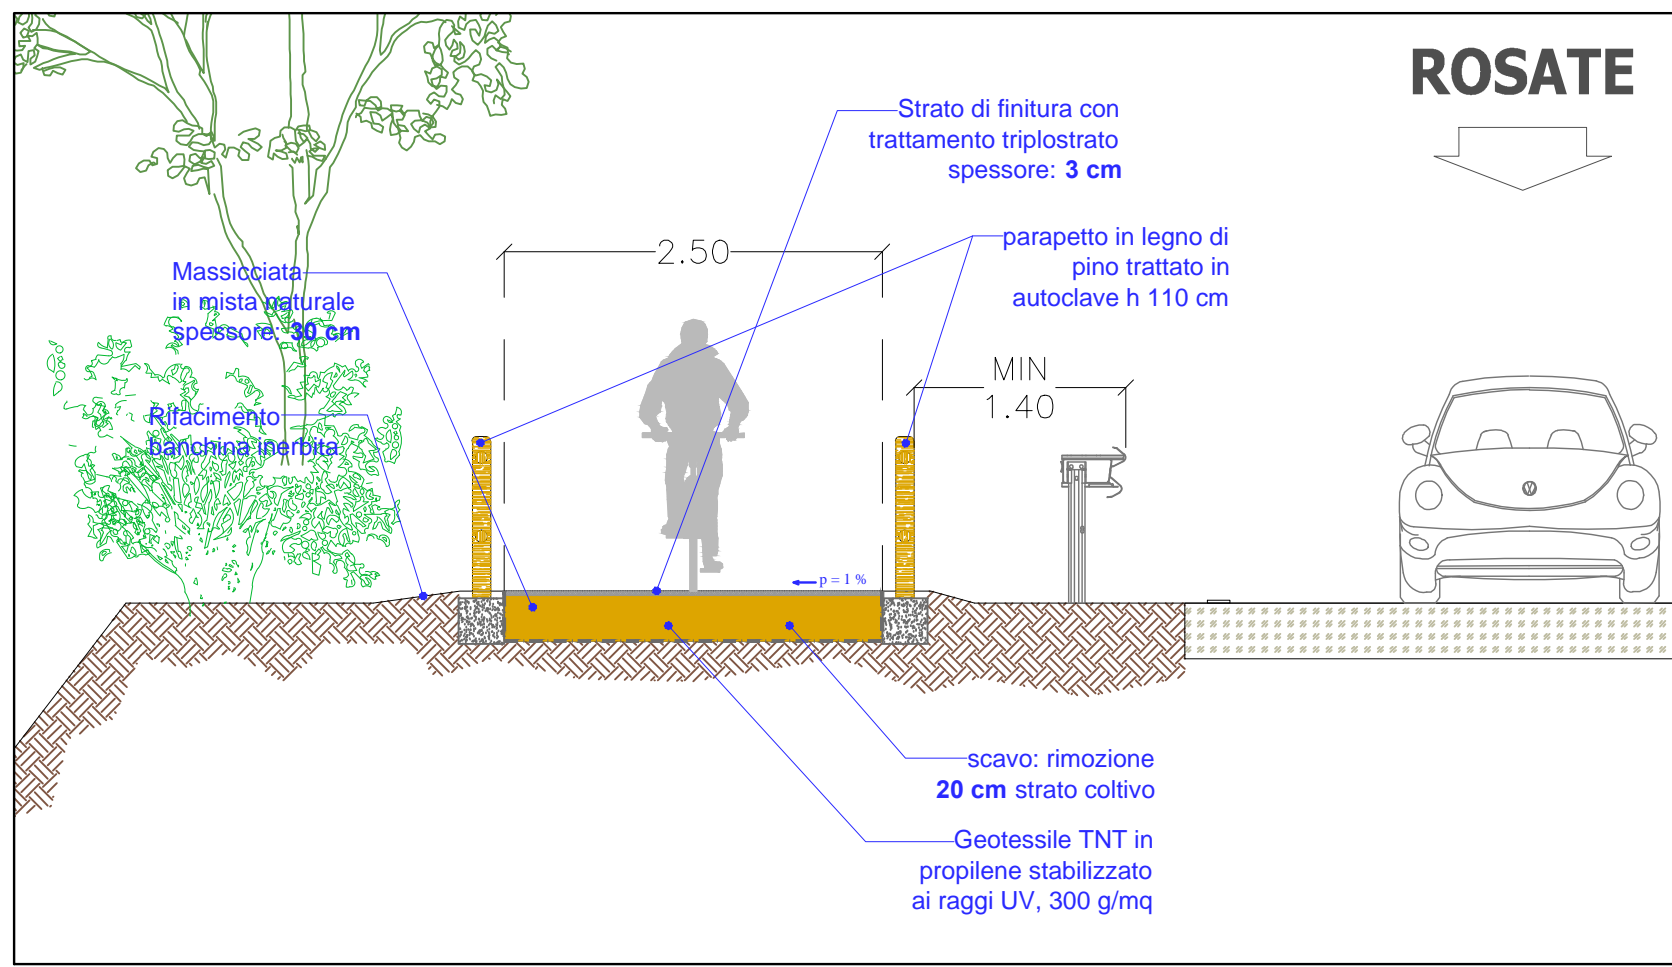 ROSATE
Strato di finitura con
trattamento triplostrato
spessore: 3 cm
2.50
parapetto in legno di
pino trattato in
autoclave h 110 cm
Massicciata
in mista naturale
spessore: 30 cm
MIN
1.40
Rifacimento
banchina inerbita
p = 1 %
scavo: rimozione
20 cm strato coltivo
Geotessile TNT in
propilene stabilizzato
ai raggi UV, 300 g/mq